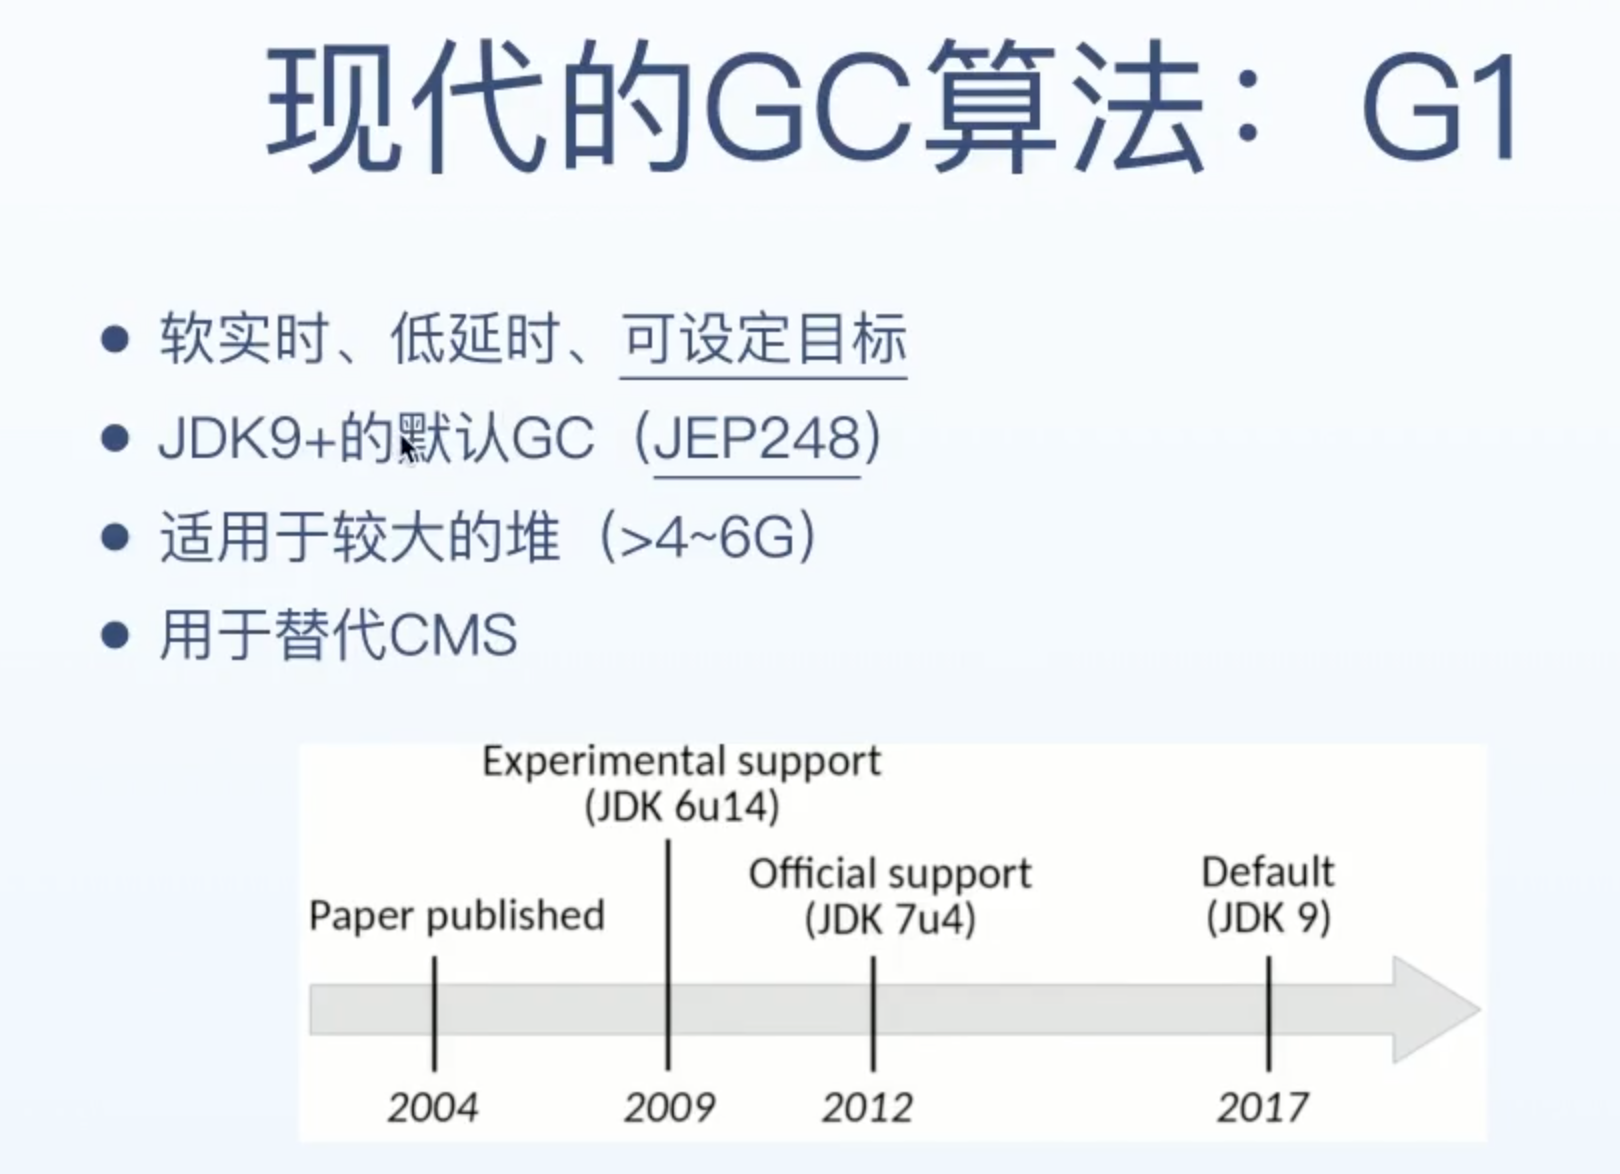 现代的GC算法：G1
软实时、低延时、可设定目标
JDK9+的默认GC（JEP248）
适用于较大的堆（>4~6G）
用于替代CMS
Experimental support
(JDK 6u14)
Official support
(JDK 7u4)
Default
(JDK 9)
Paper published
2004
2009
2012
2017